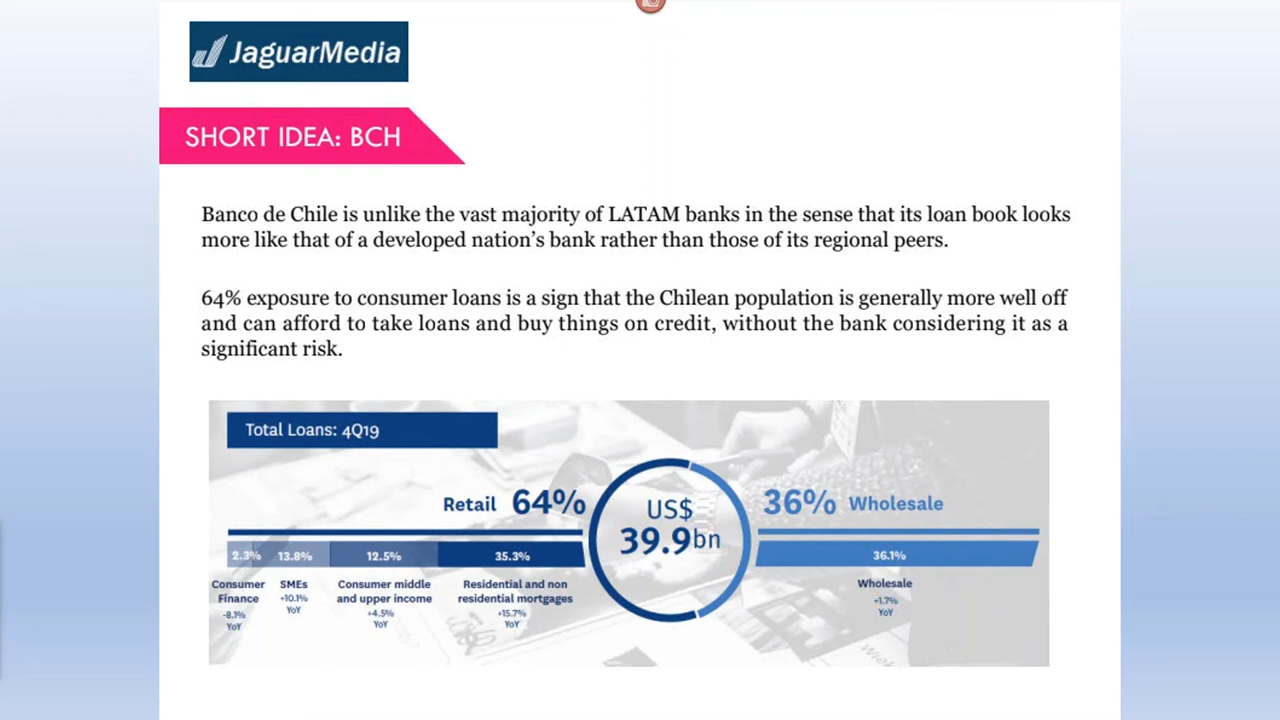 JaguarMedia
SHORT IDEA: BCH
Banco de Chile is unlike the vast majority of LATAM banks in the sense that its loan book looks
more like that of a developed nation's bank rather than those of its regional peers.
64% exposure to consumer loans is a sign that the Chilean population is generally more well off
and can afford to take loans and buy things on credit, without the bank considering it as a
significant risk.
Total Loans: 4Q19
Retail 64%
US$
39.9bn
36% Wholesale
2.3% 13.8% 12.5% 35.3%
36.1%
Consumer
Finance
-8.1%
YoY
SMEs
+10.1%
YoY
Consumer middle
and upper income
+4.5%
YoY
Residential and non
residential mortgages
+15.7%
YoY
Wholesale
+1.7%
YoY